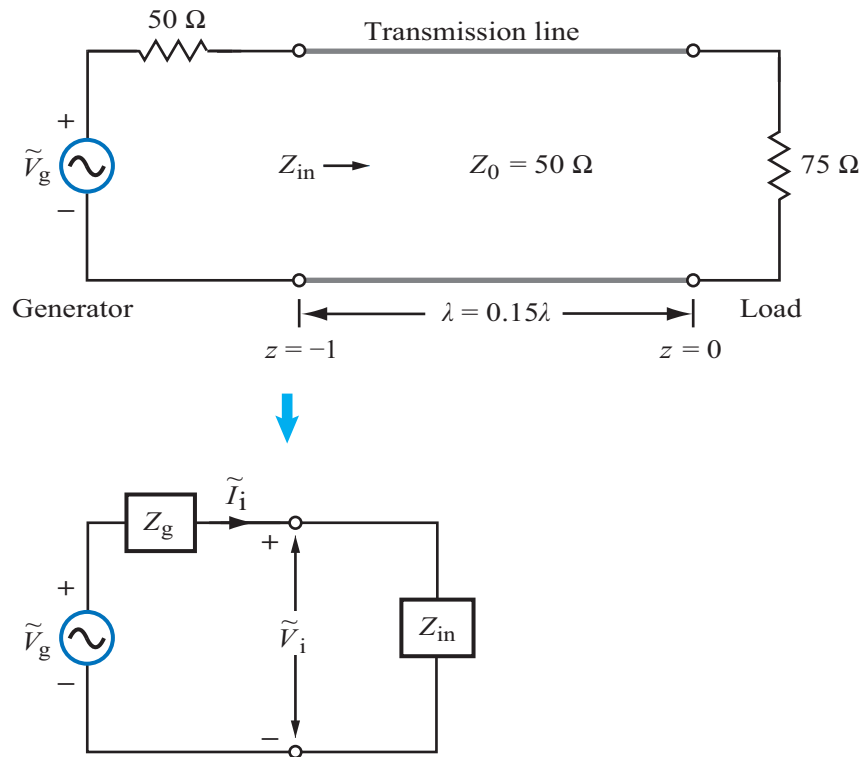 50 Ω
Transmission line
+
Ṽg
−
Zin
Z0 = 50 Ω
75 Ω
Generator
λ = 0.15λ
Load
z = −l
z = 0
Ĩi
Zg
+
+
Ṽg
Ṽi
Zin
−
−